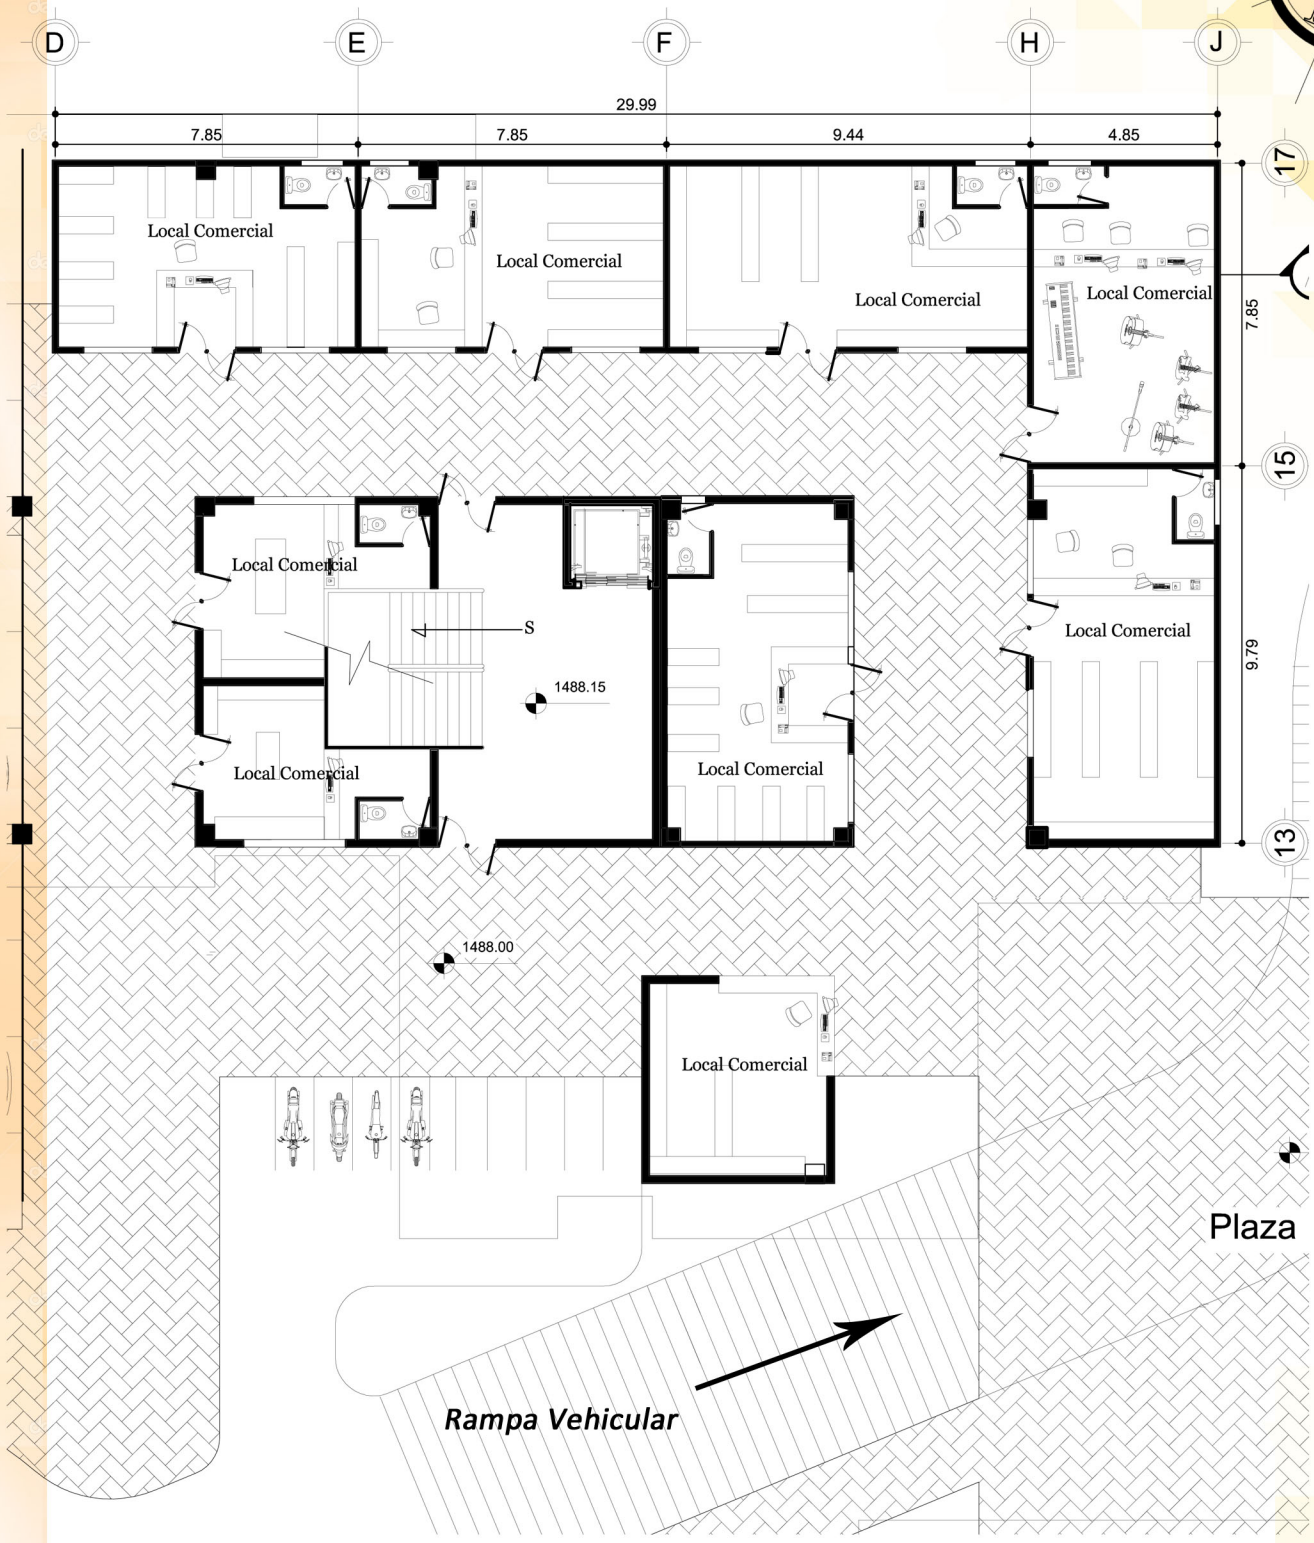 D E F H J
29.99
7.85 7.85 9.44 4.85
17
Local Comercial
Local Comercial
Local Comercial
Local Comercial
7.85
15
Local Comercial
S
Local Comercial
9.79
1488.15
Local Comercial
Local Comercial
13
1488.00
Local Comercial
Plaza
Rampa Vehicular